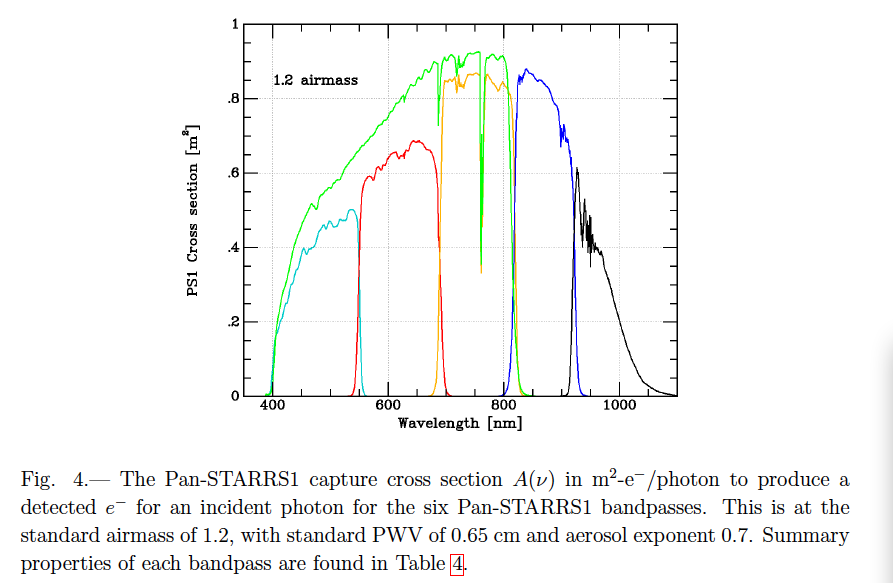 1
.8
.6
.4
.2
0
1.2 airmass
PS1 Cross section [m²]
400 600 800 1000
Wavelength [nm]
Fig. 4.— The Pan-STARRS1 capture cross section A(ν) in m²-e⁻/photon to produce a
detected e⁻ for an incident photon for the six Pan-STARRS1 bandpasses. This is at the
standard airmass of 1.2, with standard PWV of 0.65 cm and aerosol exponent 0.7. Summary
properties of each bandpass are found in Table 4.